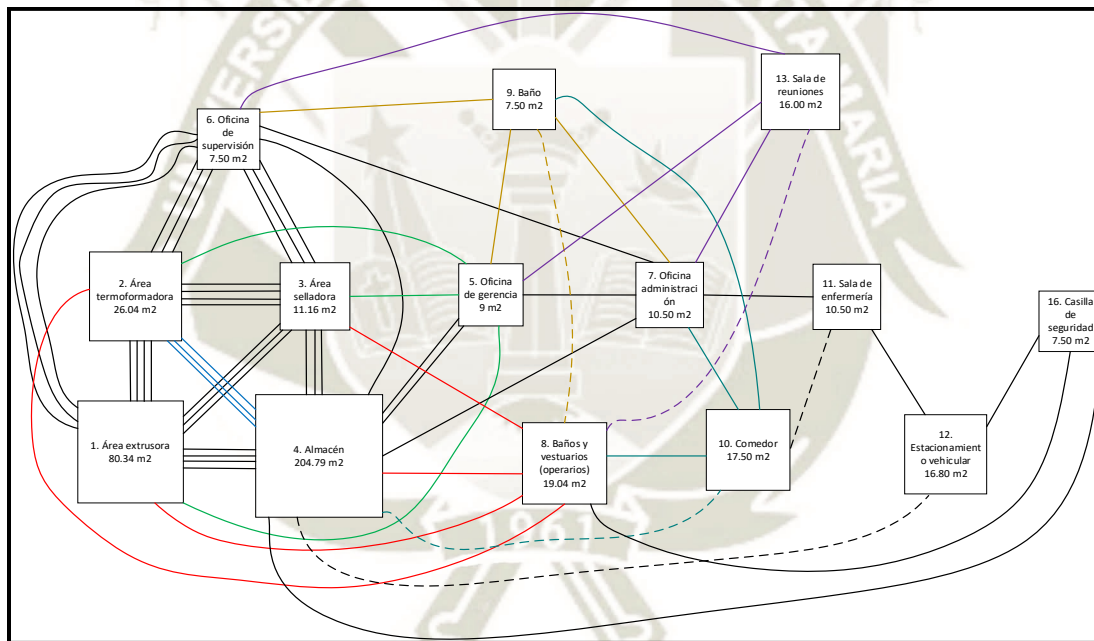 13. Sala de
reuniones
16.00 m2
9. Baño
7.50 m2
6. Oficina
de
supervisión
7.50 m2
2. Área
termoformadora
26.04 m2
3. Área
selladora
11.16 m2
5. Oficina
de gerencia
9 m2
7. Oficina
administraci
ón
10.50 m2
11. Sala de
enfermería
10.50 m2
16. Casilla
de
seguridad
7.50 m2
1. Área extrusora
80.34 m2
4. Almacén
204.79 m2
8. Baños y
vestuarios
(operarios)
19.04 m2
10. Comedor
17.50 m2
12.
Estacionamient
o vehicular
16.80 m2
1961
MARIA